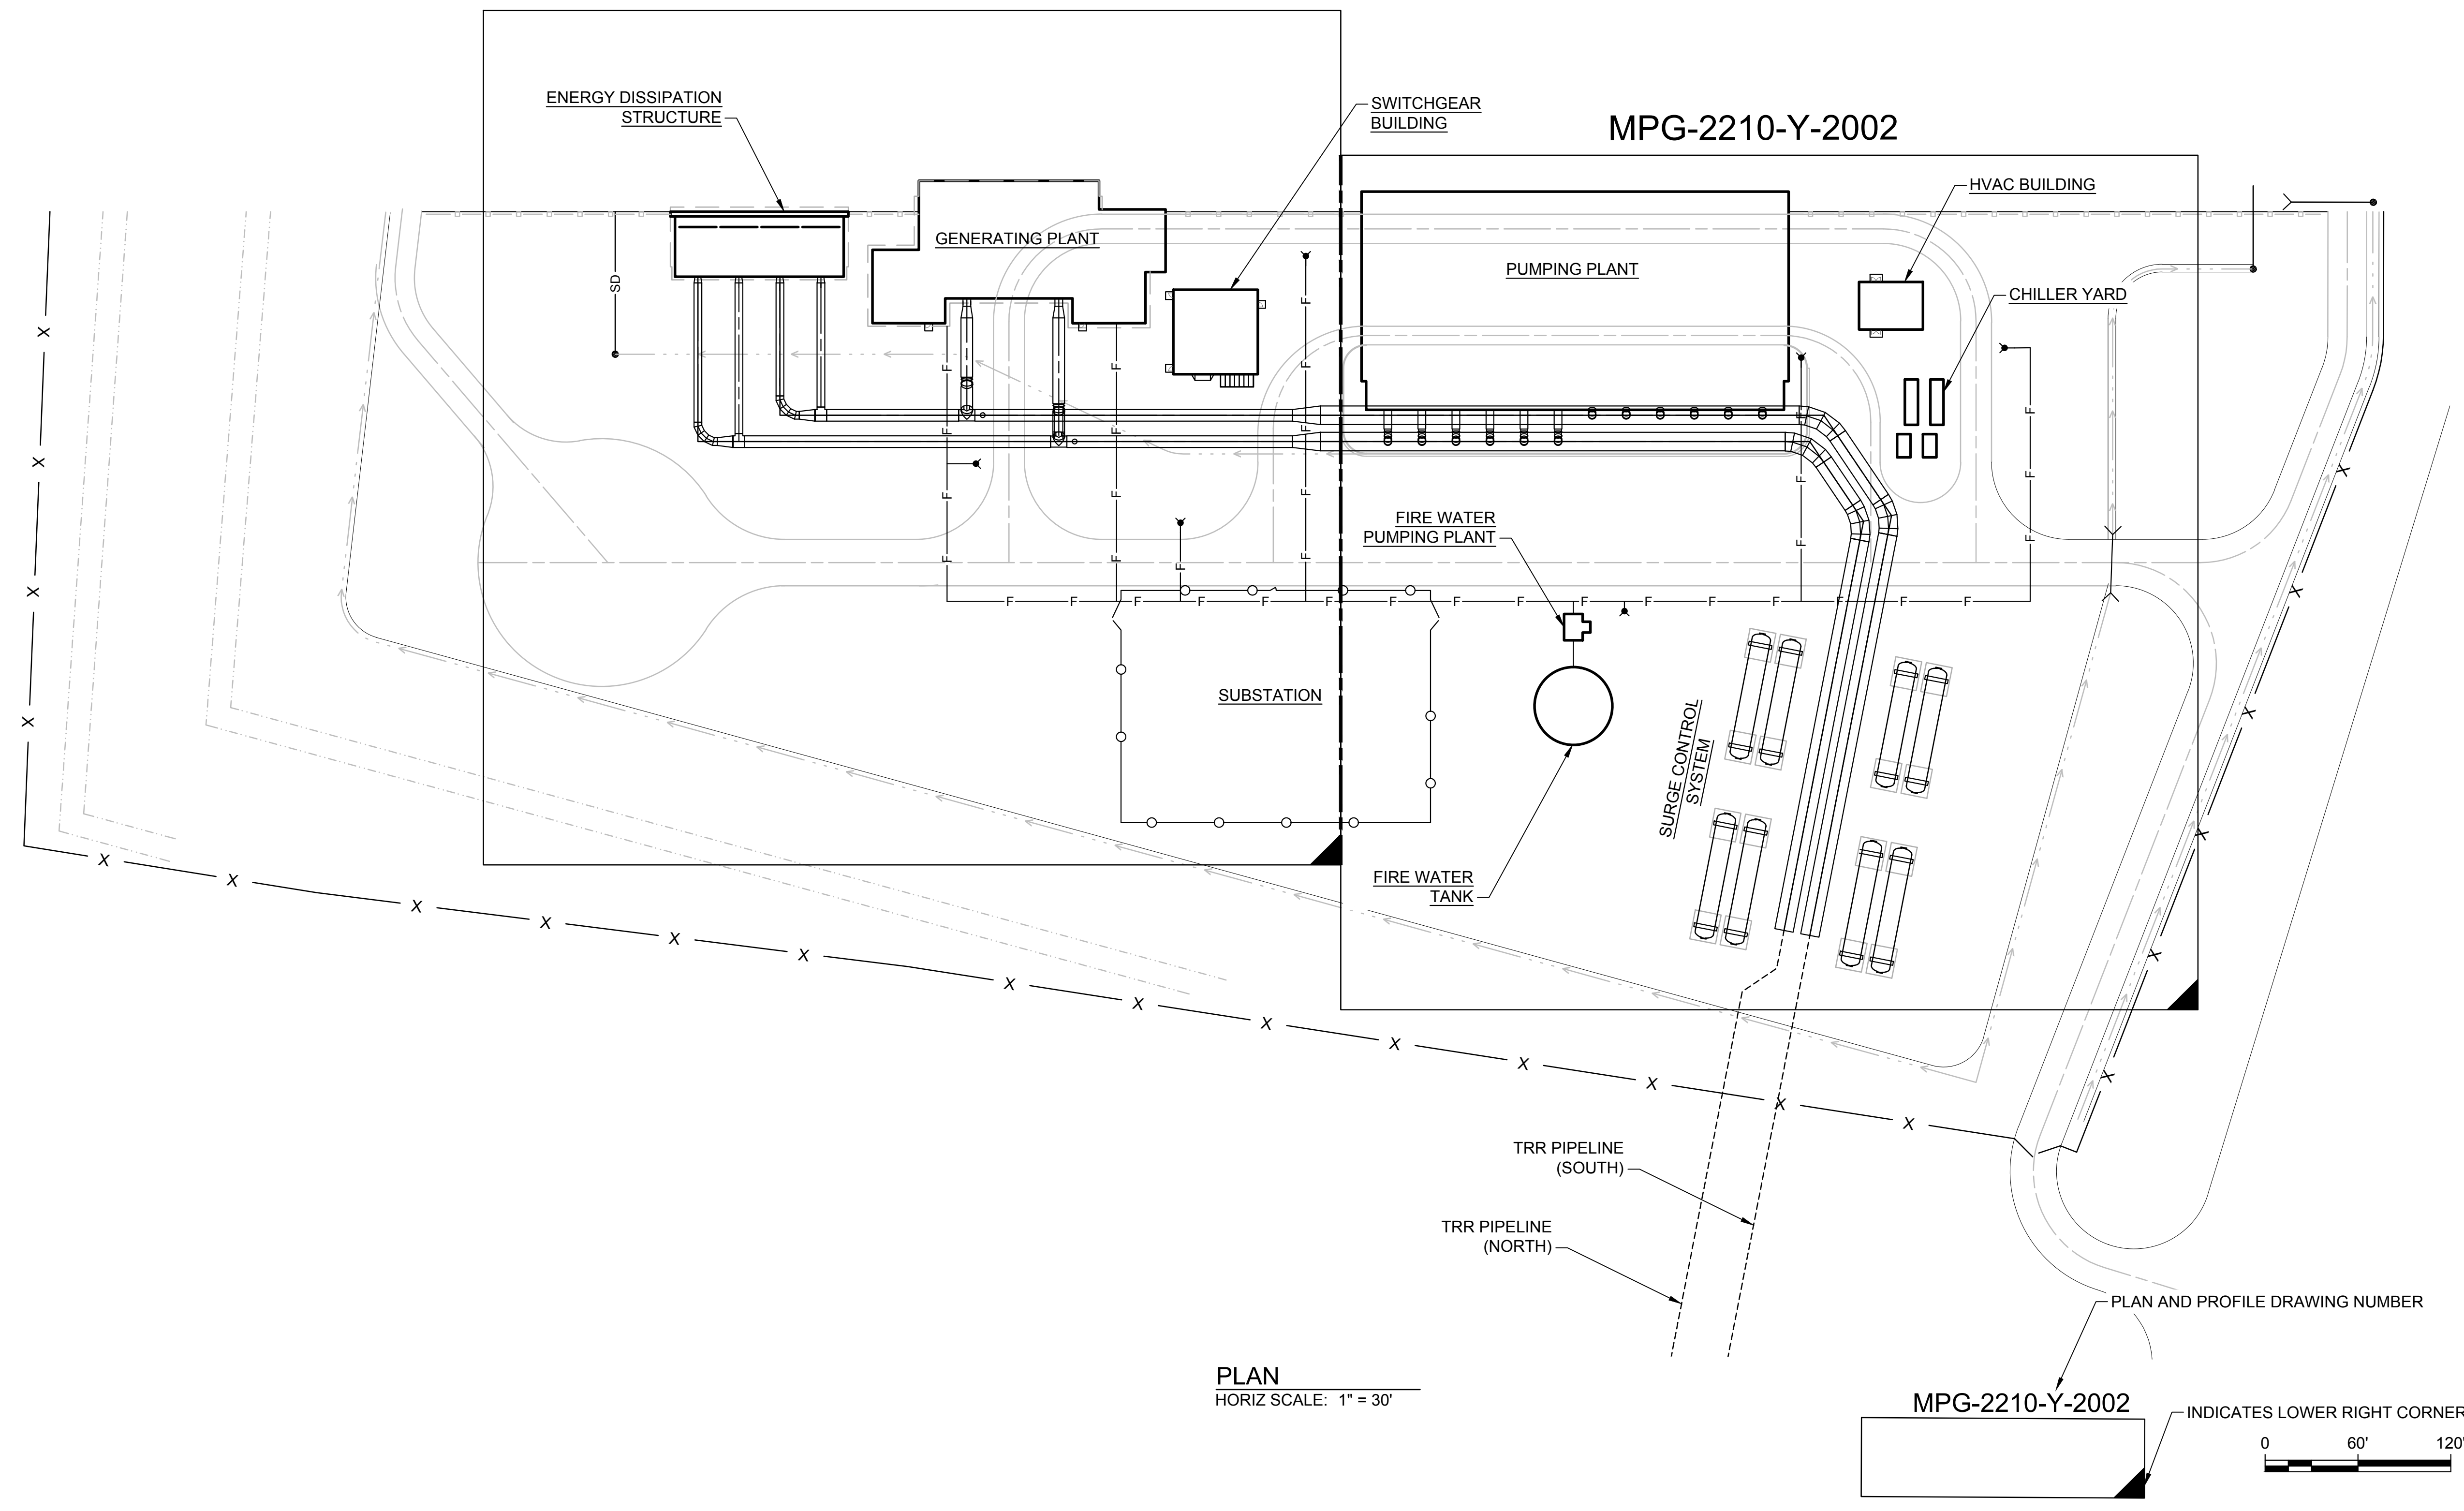 ENERGY DISSIPATION
STRUCTURE
SWITCHGEAR
BUILDING
MPG-2210-Y-2002
HVAC BUILDING
GENERATING PLANT
PUMPING PLANT
CHILLER YARD
SD
FIRE WATER
PUMPING PLANT
SUBSTATION
SURGE CONTROL
SYSTEM
FIRE WATER
TANK
TRR PIPELINE
(SOUTH)
TRR PIPELINE
(NORTH)
PLAN AND PROFILE DRAWING NUMBER
PLAN
HORIZ SCALE: 1" = 30'
MPG-2210-Y-2002
INDICATES LOWER RIGHT CORNER
0 60' 120'
F F F F F F F F F F F F F F F F
F F F F
F F F
F
F F F F F
F F F
F F F
X X X X
X X X X X X X X X X X X X X
X X X X X X